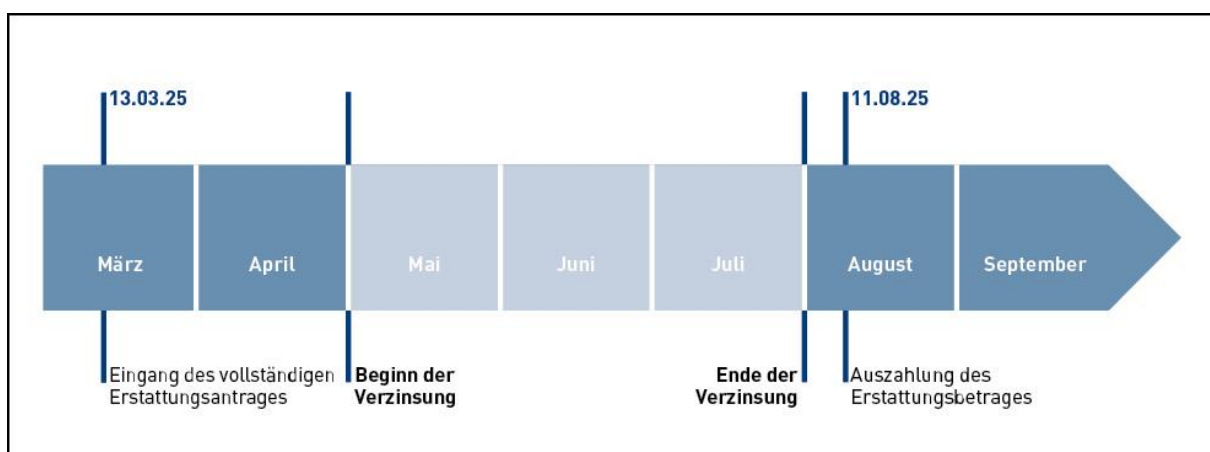 13.03.25
11.08.25
März
April
Mai
Juni
Juli
August
September
Eingang des vollständigen
Erstattungsantrages
Beginn der
Verzinsung
Ende der
Verzinsung
Auszahlung des
Erstattungsbetrages